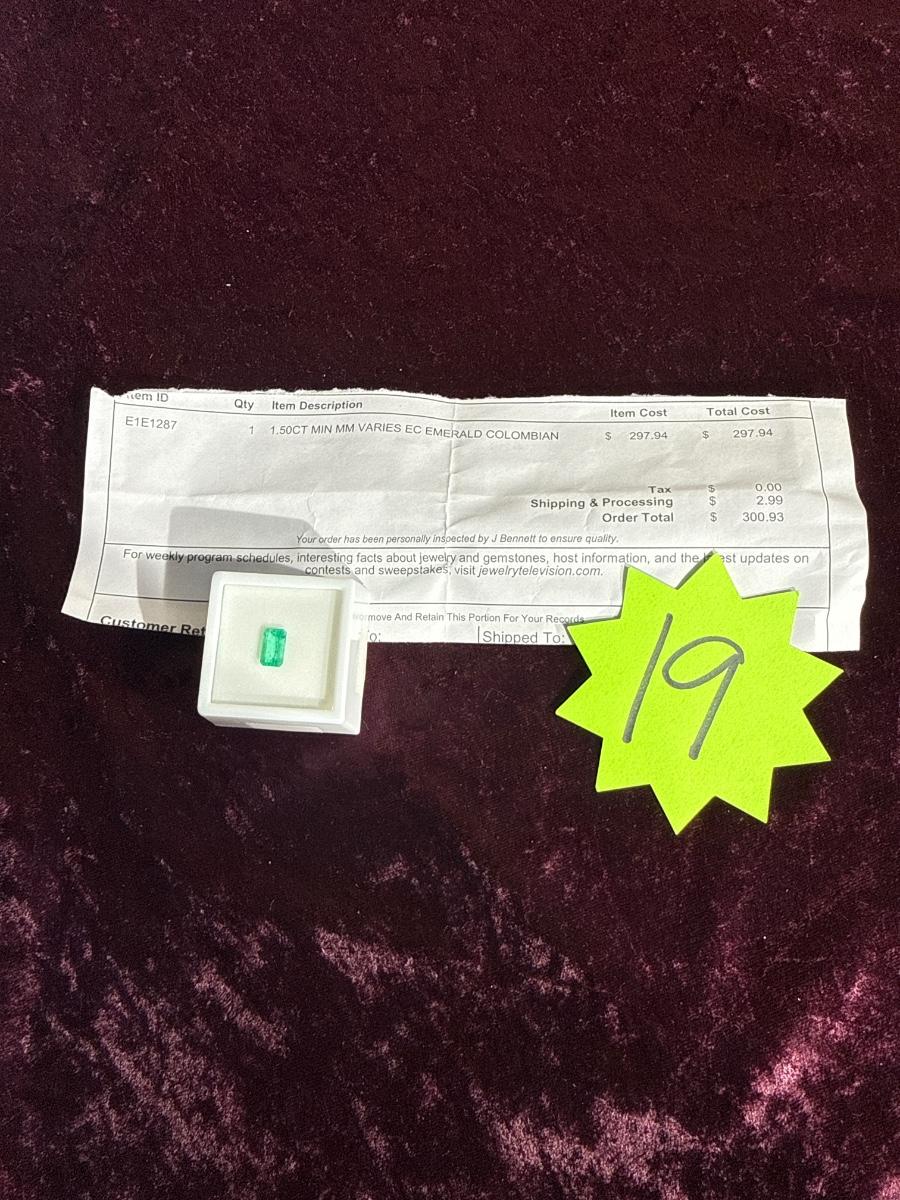 Item ID Qty Item Description Item Cost Total Cost
E1E1287 1 1.50CT MIN MM VARIES EC EMERALD COLOMBIAN $ 297.94 $ 297.94
Tax $ 0.00
Shipping & Processing $ 2.99
Order Total $ 300.93
Your order has been personally inspected by J Bennett to ensure quality.
For weekly program schedules, interesting facts about jewelry and gemstones, host information, and the latest updates on
contests and sweepstakes, visit jewelrytelevision.com.
move And Retain This Portion For Your Records
Customer Ret o: Shipped To:
19